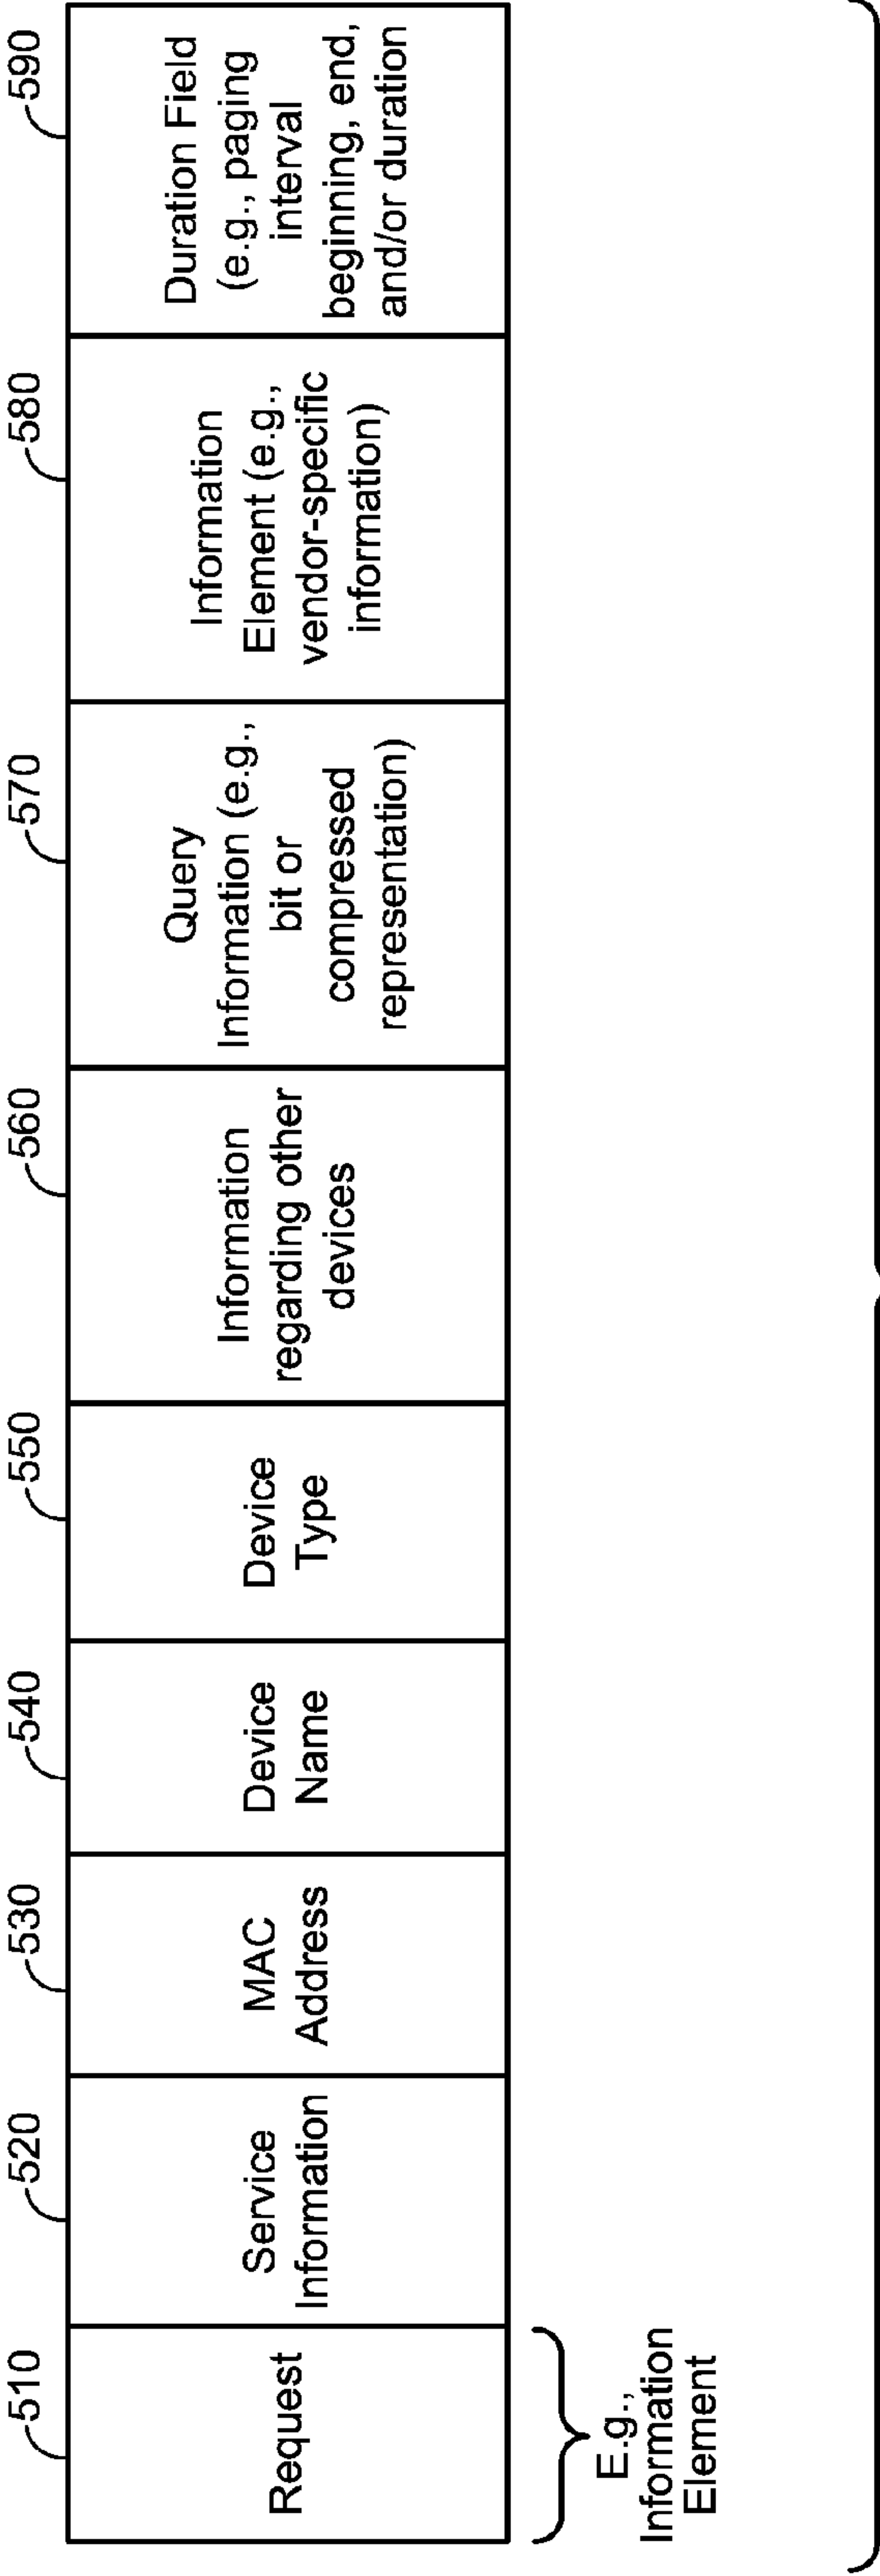 510
520
530
540
550
560
570
580
590
Request
Service
Information
MAC
Address
Device
Name
Device
Type
Information
regarding other
devices
Query
Information (e.g.,
bit or
compressed
representation)
Information
Element (e.g.,
vendor-specific
information)
Duration Field
(e.g., paging
interval
beginning, end,
and/or duration
E.g.,
Information
Element